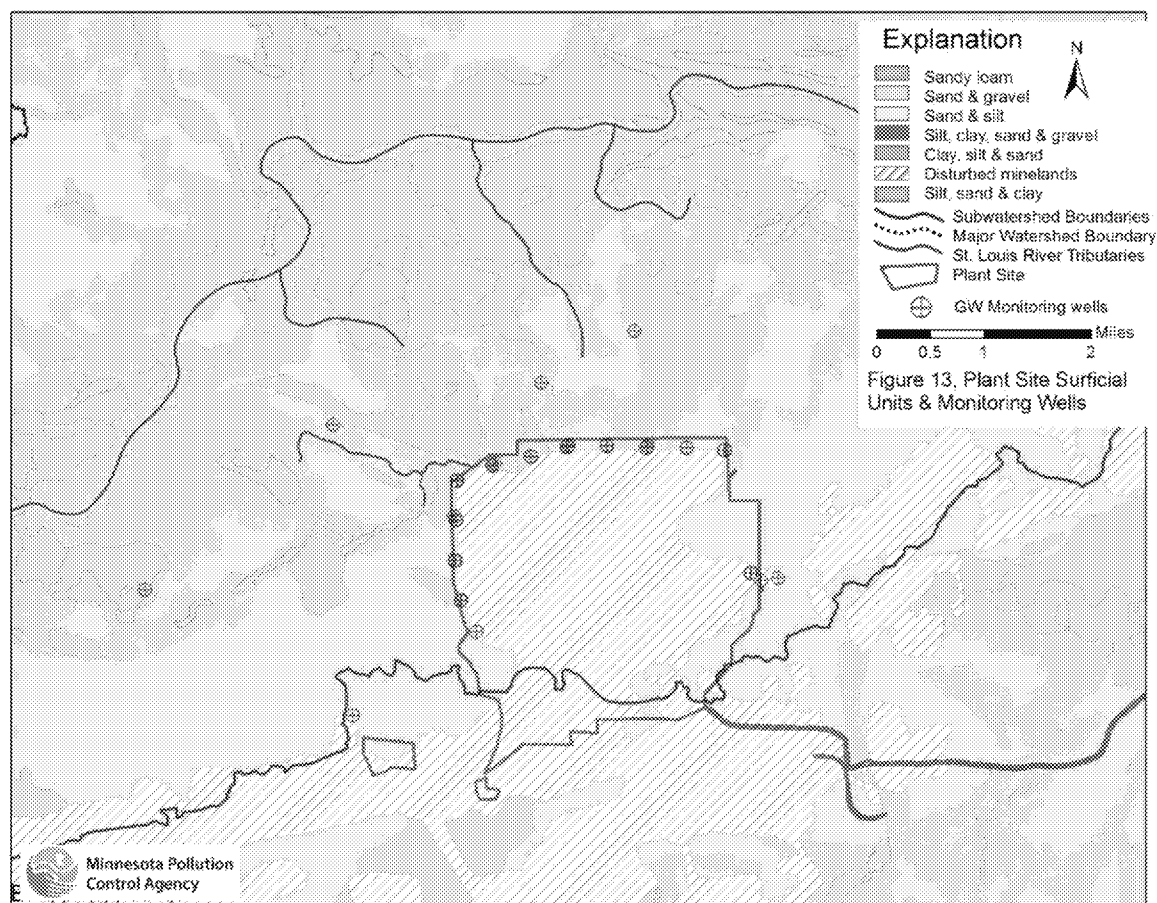 Explanation
N
Sandy loam
Sand & gravel
Sand & silt
Silt, clay, sand & gravel
Clay, silt & sand
Disturbed minelands
Silt, sand & clay
Subwatershed Boundaries
Major Watershed Boundary
St. Louis River Tributaries
Plant Site
GW Monitoring wells
Miles
0 0.5 1 2
Figure 13, Plant Site Surficial
Units & Monitoring Wells
Minnesota Pollution
Control Agency